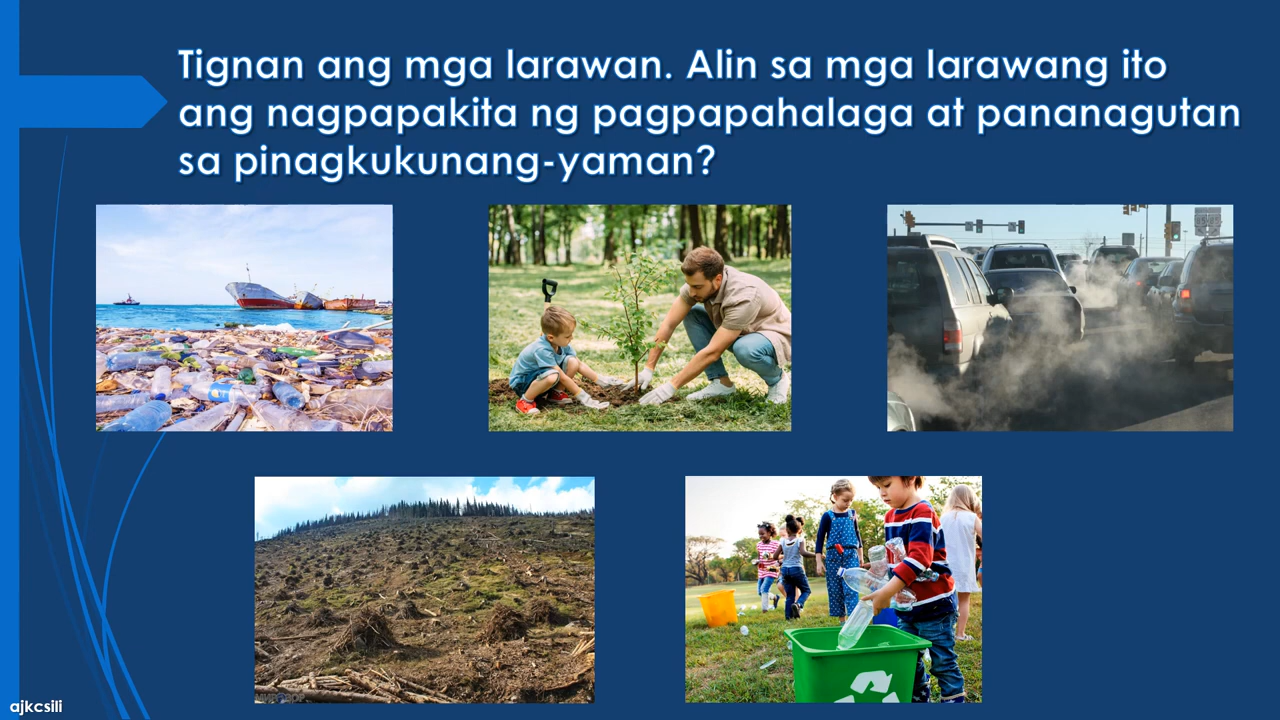 Tignan ang mga larawan. Alin sa mga larawang ito
ang nagpapakita ng pagpapahalaga at pananagutan
sa pinagkukunang-yaman?
МИРОВОР
ajkcsili